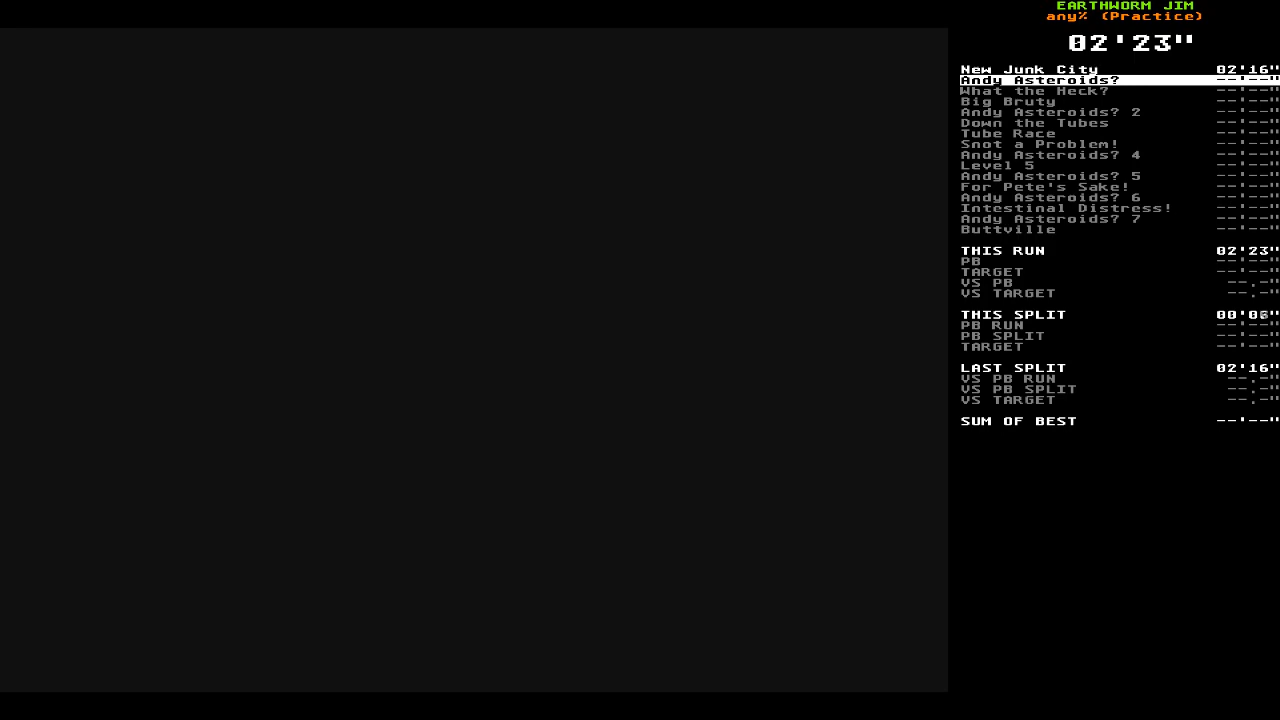 EARTHWORM JIM
any% (Practice)
02'23"
New Junk City 02'16"
Andy Asteroids? --'--"
What the Heck? --'--"
Big Bruty --'--"
Andy Asteroids? 2 --'--"
Down the Tubes --'--"
Tube Race --'--"
Snot a Problem! --'--"
Andy Asteroids? 4 --'--"
Level 5 --'--"
Andy Asteroids? 5 --'--"
For Pete's Sake! --'--"
Andy Asteroids? 6 --'--"
Intestinal Distress! --'--"
Andy Asteroids? 7 --'--"
Buttville --'--"
THIS RUN 02'23"
PB --'--"
TARGET --'--"
VS PB --.-"
VS TARGET --.-"
THIS SPLIT 00'06"
PB RUN --'--"
PB SPLIT --'--"
TARGET --'--"
LAST SPLIT 02'16"
VS PB RUN --.-"
VS PB SPLIT --.-"
VS TARGET --.-"
SUM OF BEST --'--"